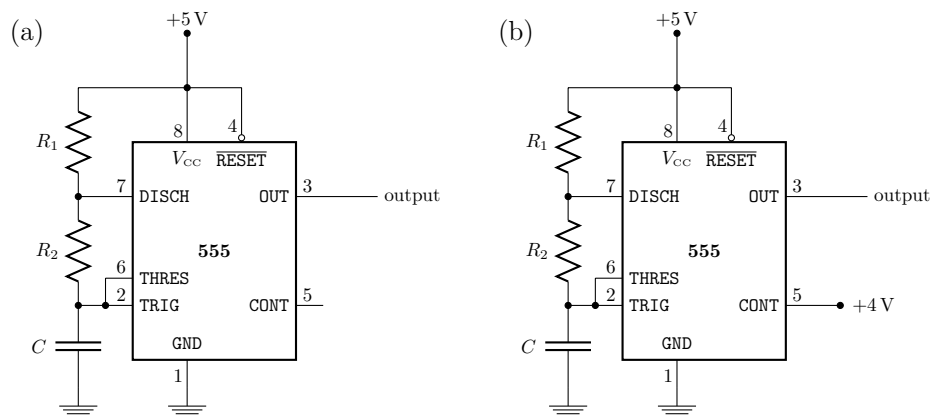 (a)
+5 V
8
4
R1
VCC
RESET
7
DISCH
OUT
3
output
R2
555
6
THRES
2
TRIG
CONT
5
C
GND
1
(b)
+5 V
8
4
R1
VCC
RESET
7
DISCH
OUT
3
output
R2
555
6
THRES
2
TRIG
CONT
5
+4 V
C
GND
1